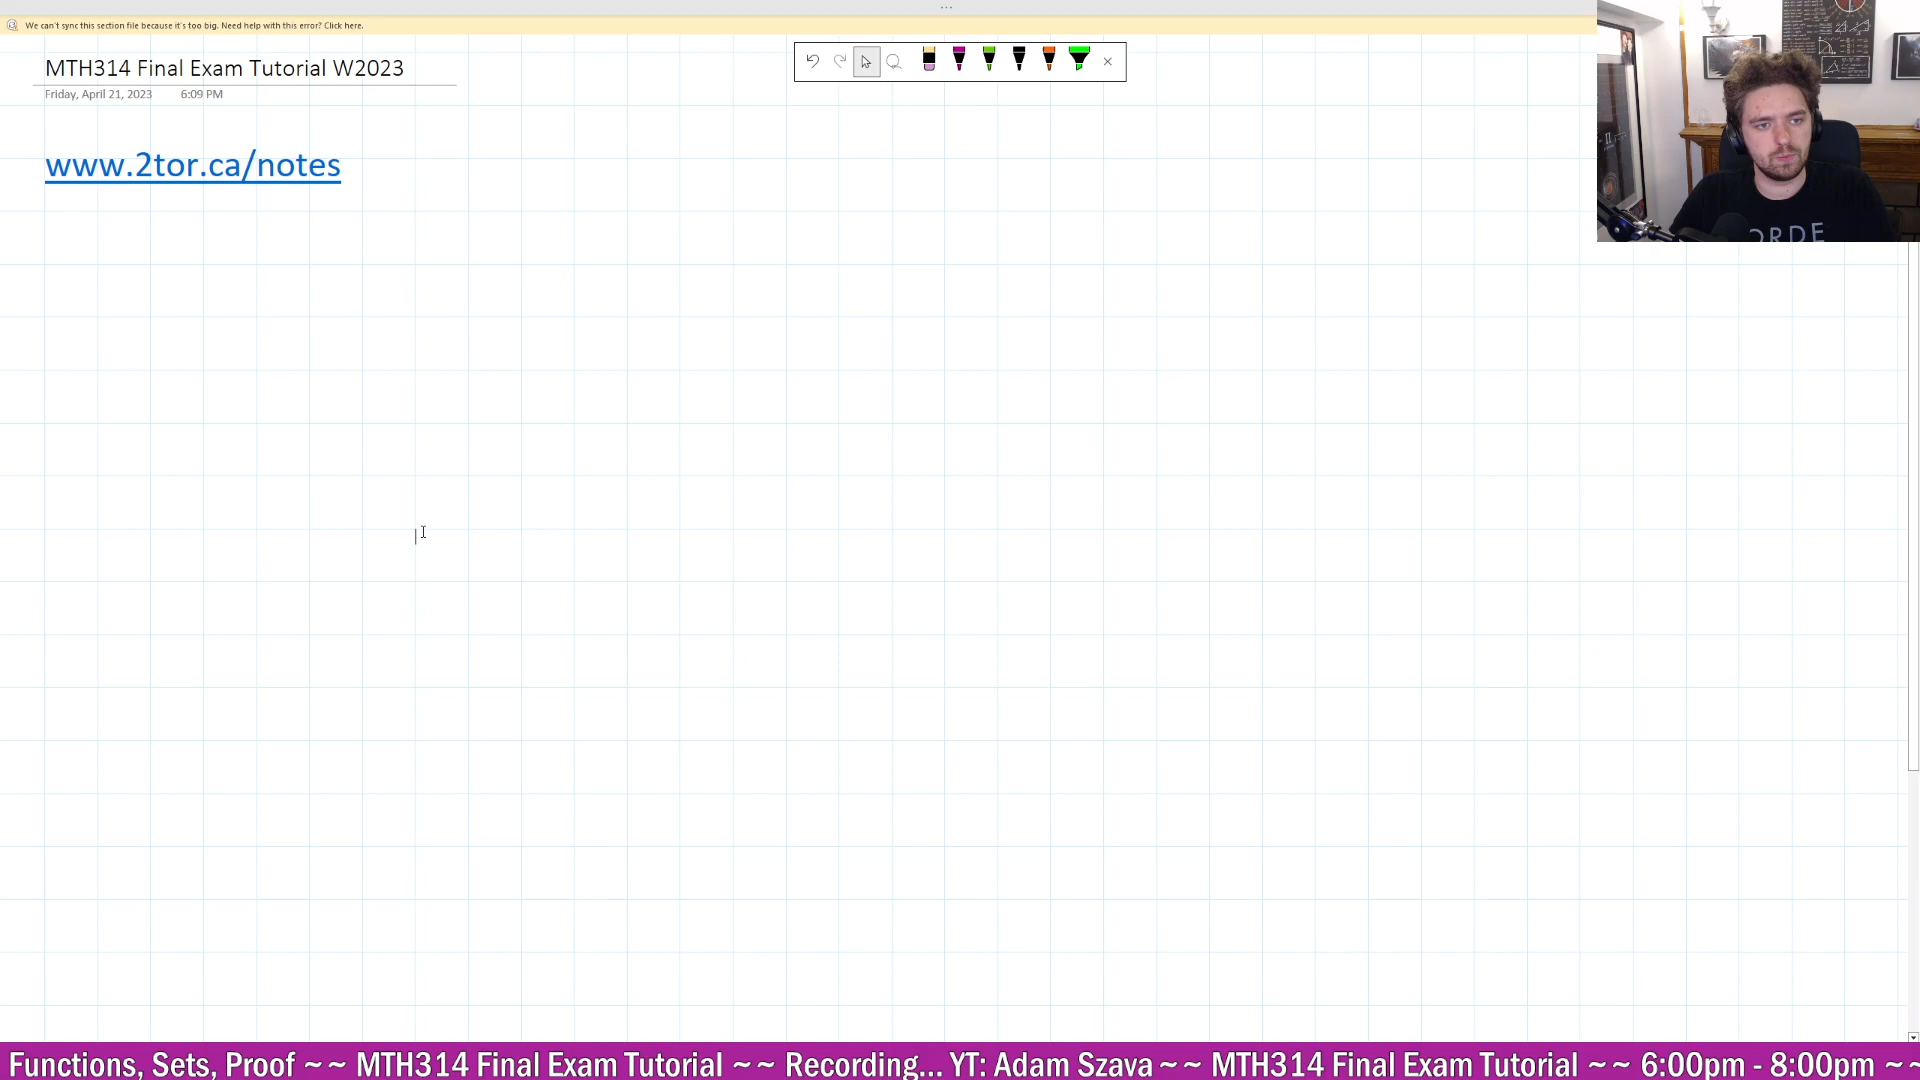 We can't sync this section file because it's too big. Need help with this error? Click here.
MTH314 Final Exam Tutorial W2023
Friday, April 21, 2023 6:09 PM
www.2tor.ca/notes
ORDE
Functions, Sets, Proof ~~ MTH314 Final Exam Tutorial ~~ Recording... YT: Adam Szava ~~ MTH314 Final Exam Tutorial ~~ 6:00pm - 8:00pm ~~